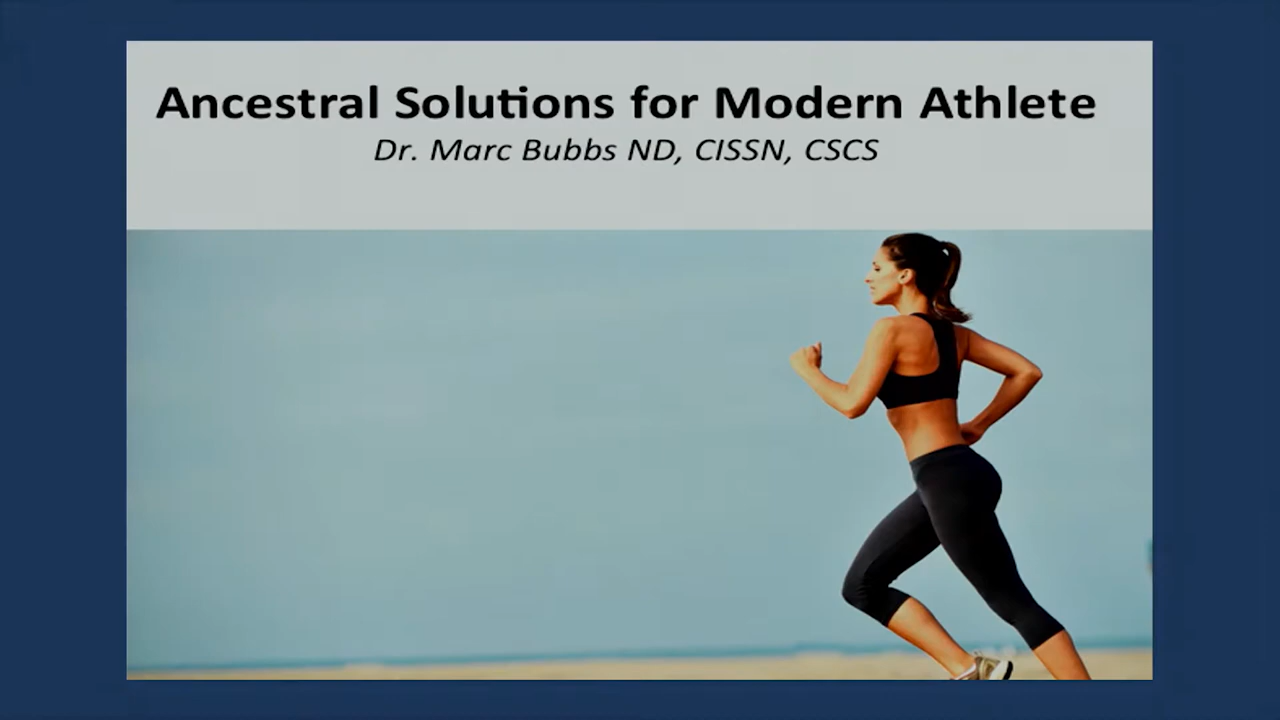 Ancestral Solutions for Modern Athlete
Dr. Marc Bubbs ND, CISSN, CSCS